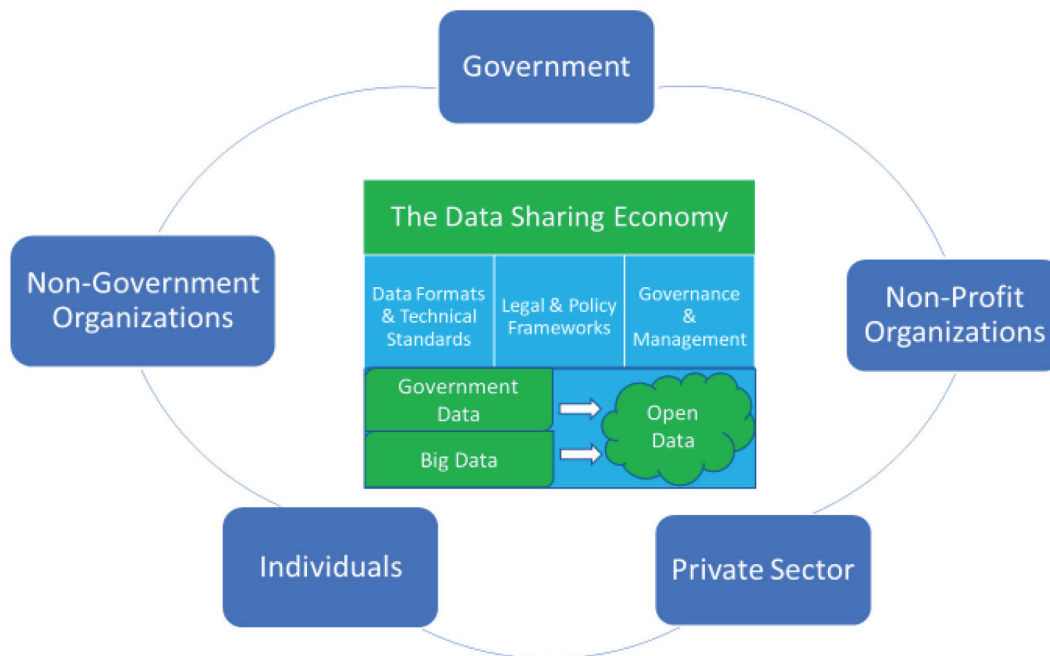 Government
The Data Sharing Economy
Non-Government
Organizations
Data Formats
& Technical
Standards
Legal & Policy
Frameworks
Governance
&
Management
Non-Profit
Organizations
Government
Data
Big Data
Open
Data
Individuals
Private Sector